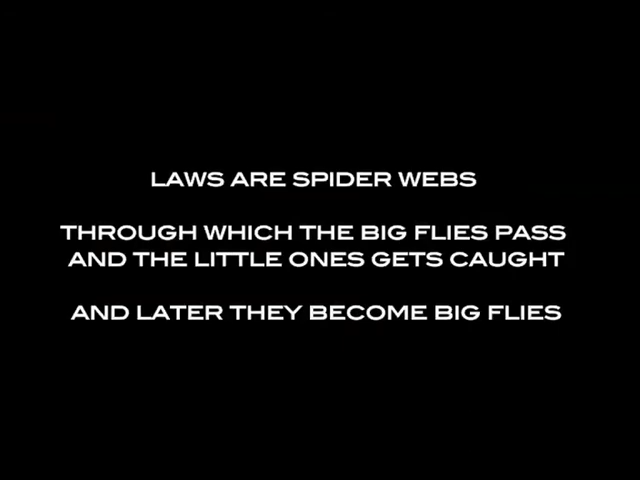 LAWS ARE SPIDER WEBS
THROUGH WHICH THE BIG FLIES PASS
AND THE LITTLE ONES GETS CAUGHT
AND LATER THEY BECOME BIG FLIES